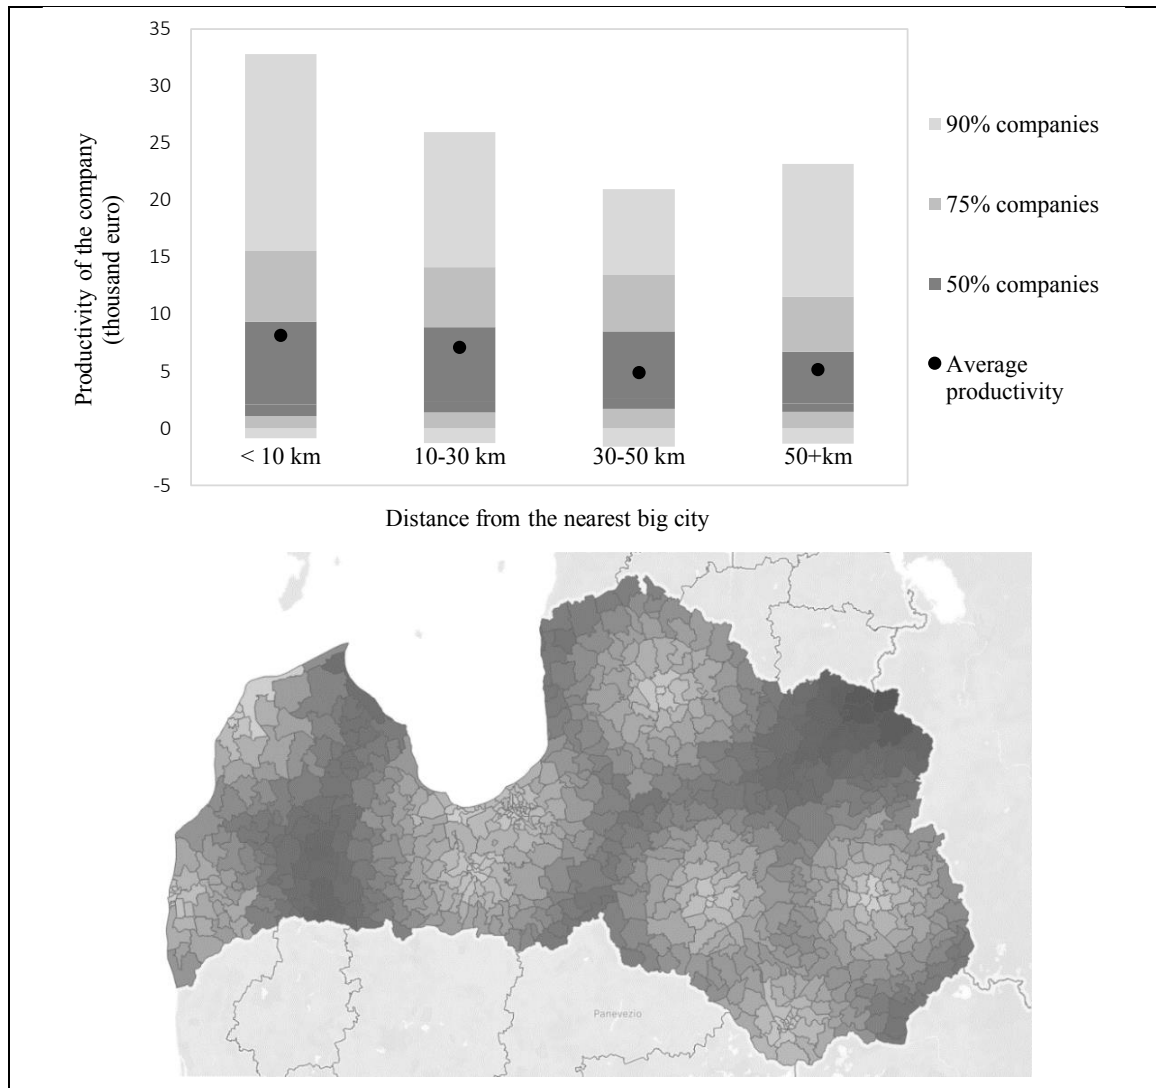 35
30
25
20
15
10
5
0
-5
Productivity of the company
(thousand euro)
< 10 km
10-30 km
30-50 km
50+km
Distance from the nearest big city
90% companies
75% companies
50% companies
Average
productivity
Panevezio